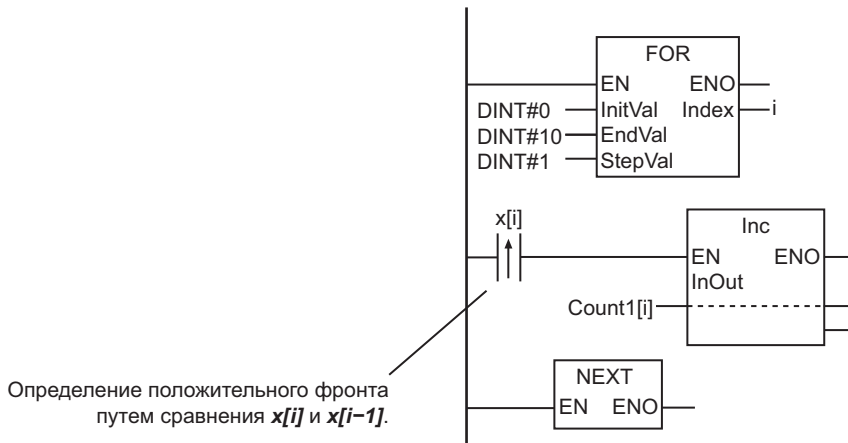 FOR
EN ENO
DINT#0 InitVal Index i
DINT#10 EndVal
DINT#1 StepVal
x[i]
Inc
EN ENO
InOut
Count1[i]
Определение положительного фронта
путем сравнения x[i] и x[i−1].
NEXT
EN ENO